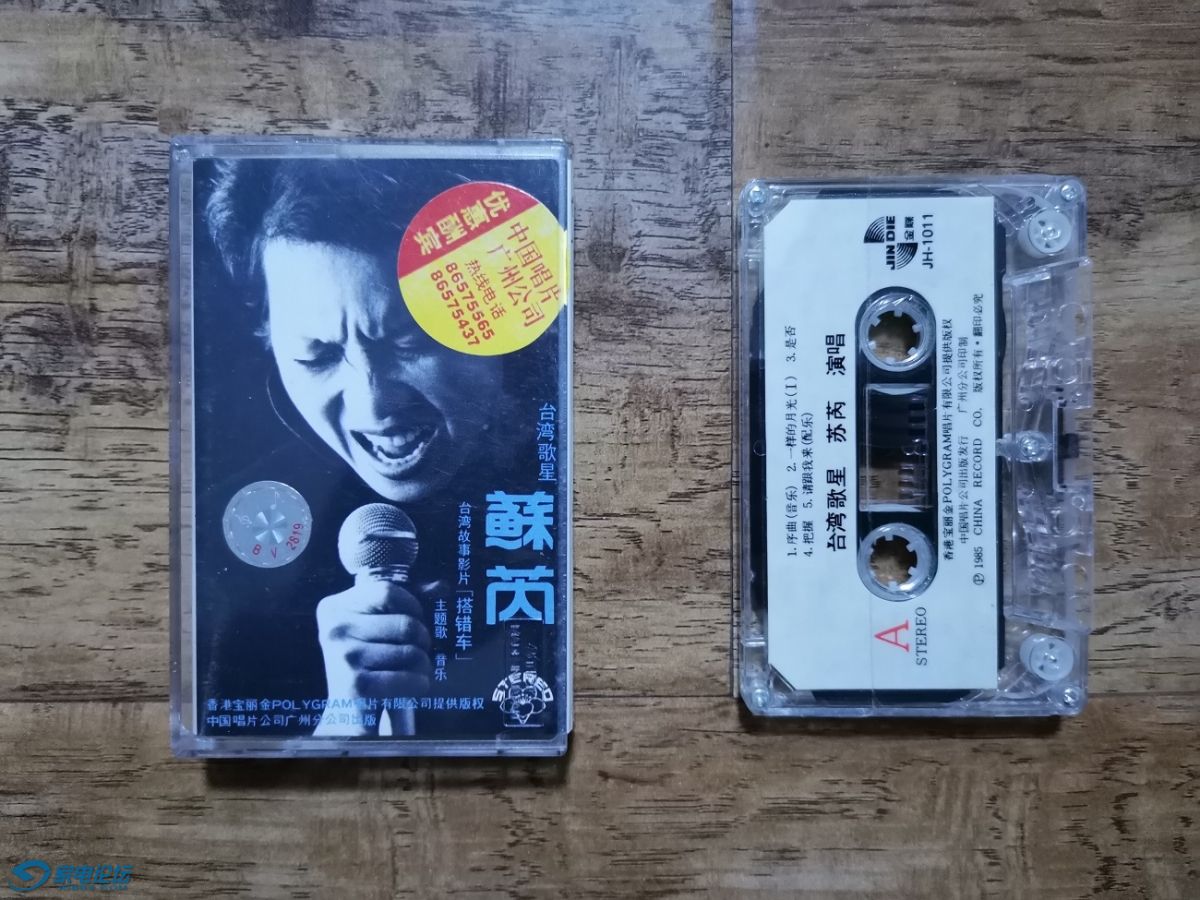 优惠酬宾
中国唱片
广州公司
热线电话
86575565
86575437
台湾歌星
蘇芮
台湾故事影片「搭错车」
主题歌 音乐
STEREO
B V 2619
香港宝丽金POLYGRAM唱片有限公司提供版权
中国唱片公司广州分公司出版
JIN DIE 金蝶
JH-1011
1.序曲(音乐) 2.一样的月光(I) 3.是否
4.把握 5.请跟我来(配乐)
台湾歌星 苏芮 演唱
香港宝丽金POLYGRAM唱片有限公司提供版权
中国唱片公司出版发行 广州分公司印制
Ⓟ 1985 CHINA RECORD CO. 版权所有·翻印必究
A
STEREO
家电论坛